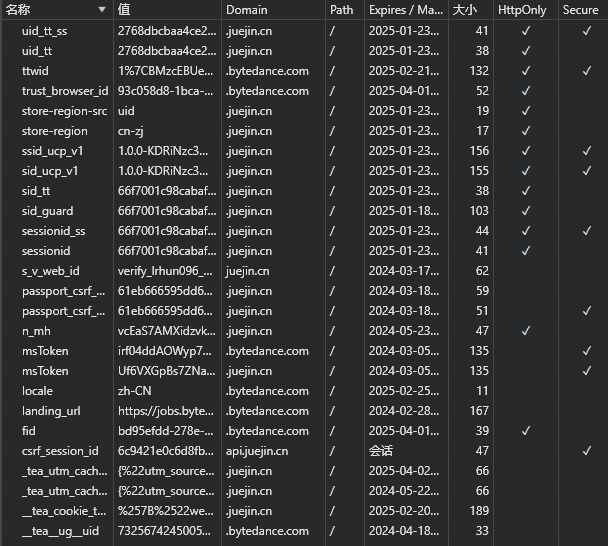 名称 ▼ 值 Domain Path Expires / Ma... 大小 HttpOnly Secure
uid_tt_ss 2768dbcbaa4ce2... .juejin.cn / 2025-01-23... 41 ✓ ✓
uid_tt 2768dbcbaa4ce2... .juejin.cn / 2025-01-23... 38 ✓
ttwid 1%7CBMzcEBUe... .bytedance.com / 2025-02-21... 132 ✓ ✓
trust_browser_id 93c058d8-1bca-... .bytedance.com / 2025-04-01... 52 ✓
store-region-src uid .juejin.cn / 2025-01-23... 19 ✓
store-region cn-zj .juejin.cn / 2025-01-23... 17 ✓
ssid_ucp_v1 1.0.0-KDRiNzc3... .juejin.cn / 2025-01-23... 156 ✓ ✓
sid_ucp_v1 1.0.0-KDRiNzc3... .juejin.cn / 2025-01-23... 155 ✓ ✓
sid_tt 66f7001c98cabaf... .juejin.cn / 2025-01-23... 38 ✓
sid_guard 66f7001c98cabaf... .juejin.cn / 2025-01-18... 103 ✓
sessionid_ss 66f7001c98cabaf... .juejin.cn / 2025-01-23... 44 ✓ ✓
sessionid 66f7001c98cabaf... .juejin.cn / 2025-01-23... 41 ✓
s_v_web_id verify_lrhun096_... juejin.cn / 2024-03-17... 62
passport_csrf_... 61eb666595dd6... .juejin.cn / 2024-03-18... 59
passport_csrf_... 61eb666595dd6... .juejin.cn / 2024-03-18... 51 ✓
n_mh vcEaS7AMXidzvk... .juejin.cn / 2024-05-23... 47 ✓
msToken irf04ddAOWyp7... .bytedance.com / 2024-03-05... 135 ✓
msToken Uf6VXGpBs7ZNa... .juejin.cn / 2024-03-05... 135 ✓
locale zh-CN .bytedance.com / 2025-02-25... 11
landing_url https://jobs.byte... .bytedance.com / 2024-02-28... 167
fid bd95efdd-278e-... .bytedance.com / 2025-04-01... 39 ✓
csrf_session_id 6c9421e0c6d8fb... api.juejin.cn / 会话 47 ✓
_tea_utm_cach... {%22utm_source... .juejin.cn / 2025-04-02... 66
_tea_utm_cach... {%22utm_source... .juejin.cn / 2024-05-22... 66
__tea_cookie_t... %257B%2522we... .juejin.cn / 2025-02-20... 189
__tea__ug__uid 7325674245005... .bytedance.com / 2024-04-18... 33